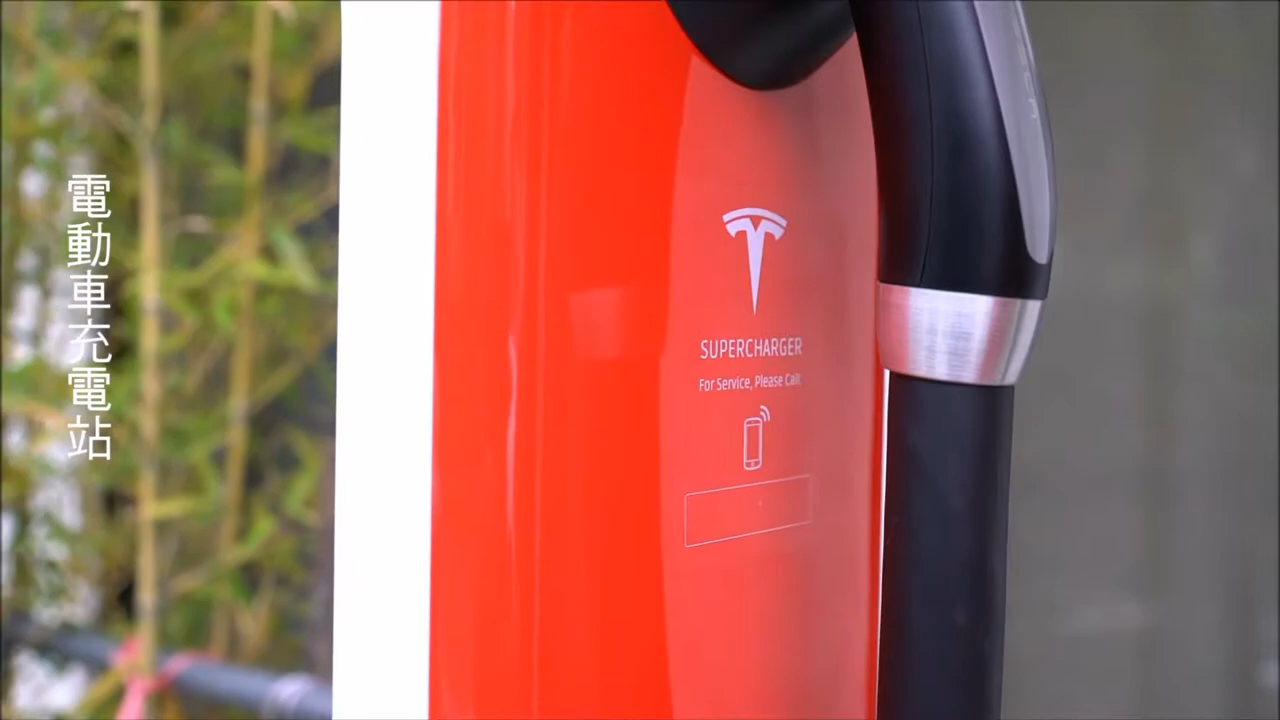 電動車充電站
SUPERCHARGER
For Service, Please Call: